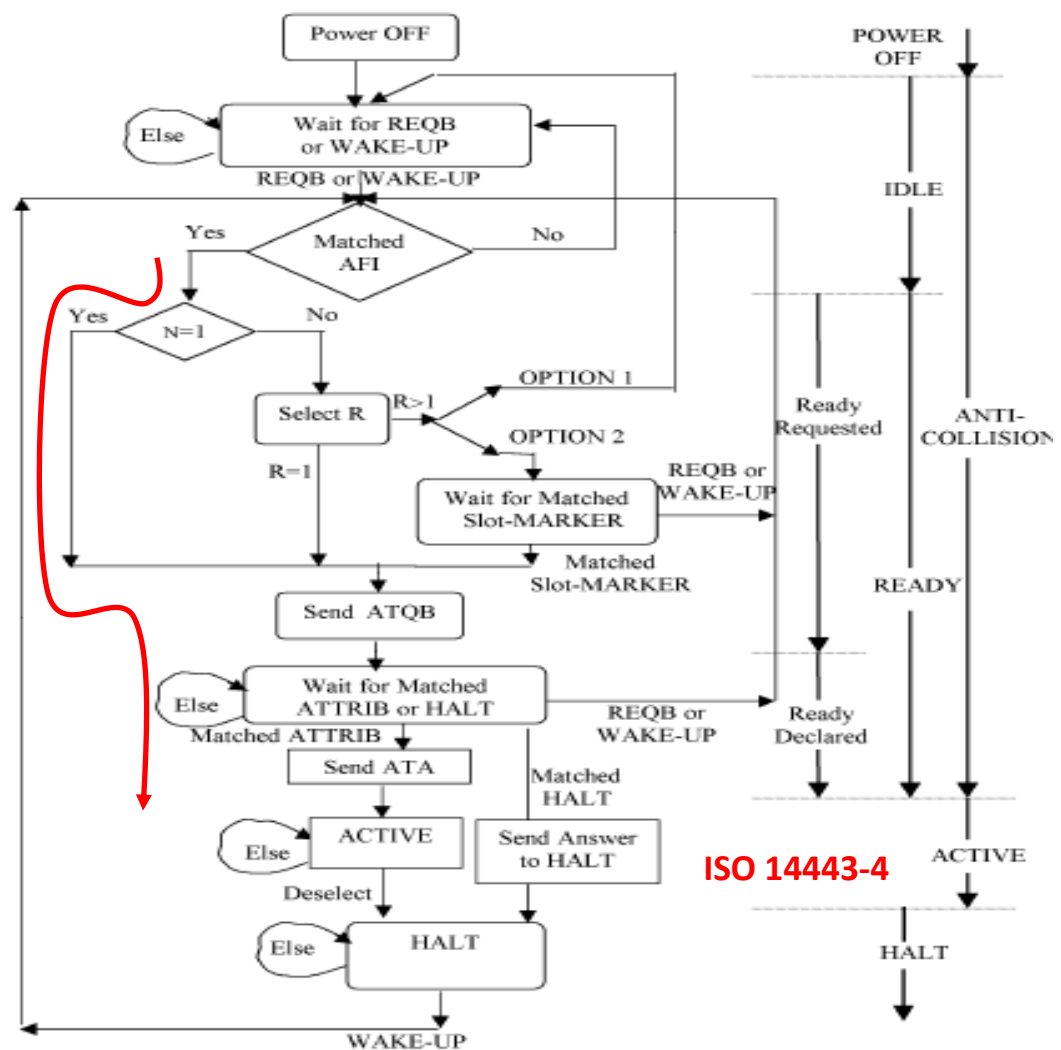 Power OFF
POWER
OFF
Wait for REQB
or WAKE-UP
Else
REQB or WAKE-UP
IDLE
Yes
Matched
AFI
No
Yes
N=1
No
OPTION 1
Select R
R>1
Ready
Requested
ANTI-
COLLISION
OPTION 2
R=1
REQB or
WAKE-UP
Wait for Matched
Slot-MARKER
Matched
Slot-MARKER
READY
Send ATQB
Wait for Matched
ATTRIB or HALT
Else
REQB or
WAKE-UP
Ready
Declared
Matched ATTRIB
Send ATA
Matched
HALT
ACTIVE
Else
Send Answer
to HALT
ISO 14443-4
ACTIVE
Deselect
HALT
Else
HALT
WAKE-UP